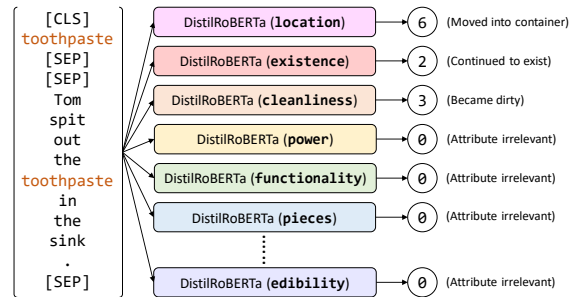 [CLS]
toothpaste
[SEP]
[SEP]
Tom
spit
out
the
toothpaste
in
the
sink
.
[SEP]
DistilRoBERTa (location) 6 (Moved into container)
DistilRoBERTa (existence) 2 (Continued to exist)
DistilRoBERTa (cleanliness) 3 (Became dirty)
DistilRoBERTa (power) 0 (Attribute irrelevant)
DistilRoBERTa (functionality) 0 (Attribute irrelevant)
DistilRoBERTa (pieces) 0 (Attribute irrelevant)
DistilRoBERTa (edibility) 0 (Attribute irrelevant)